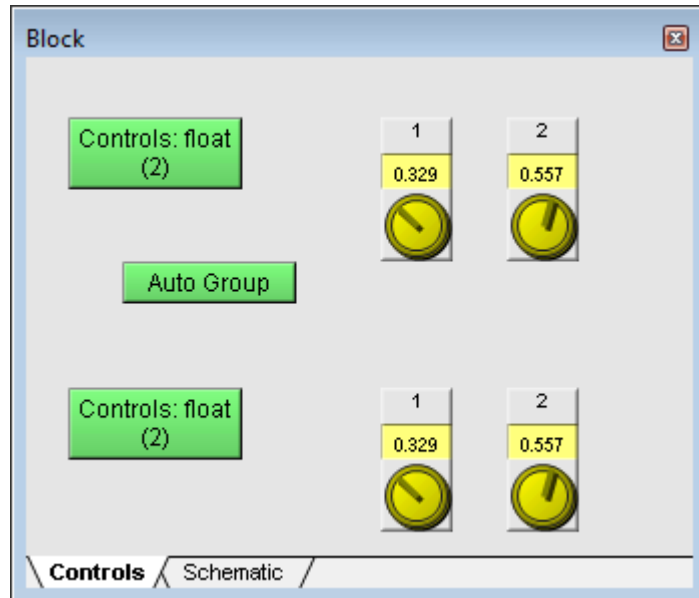 Block
Controls: float
(2)
1
2
0.329
0.557
Auto Group
Controls: float
(2)
1
2
0.329
0.557
Controls
Schematic